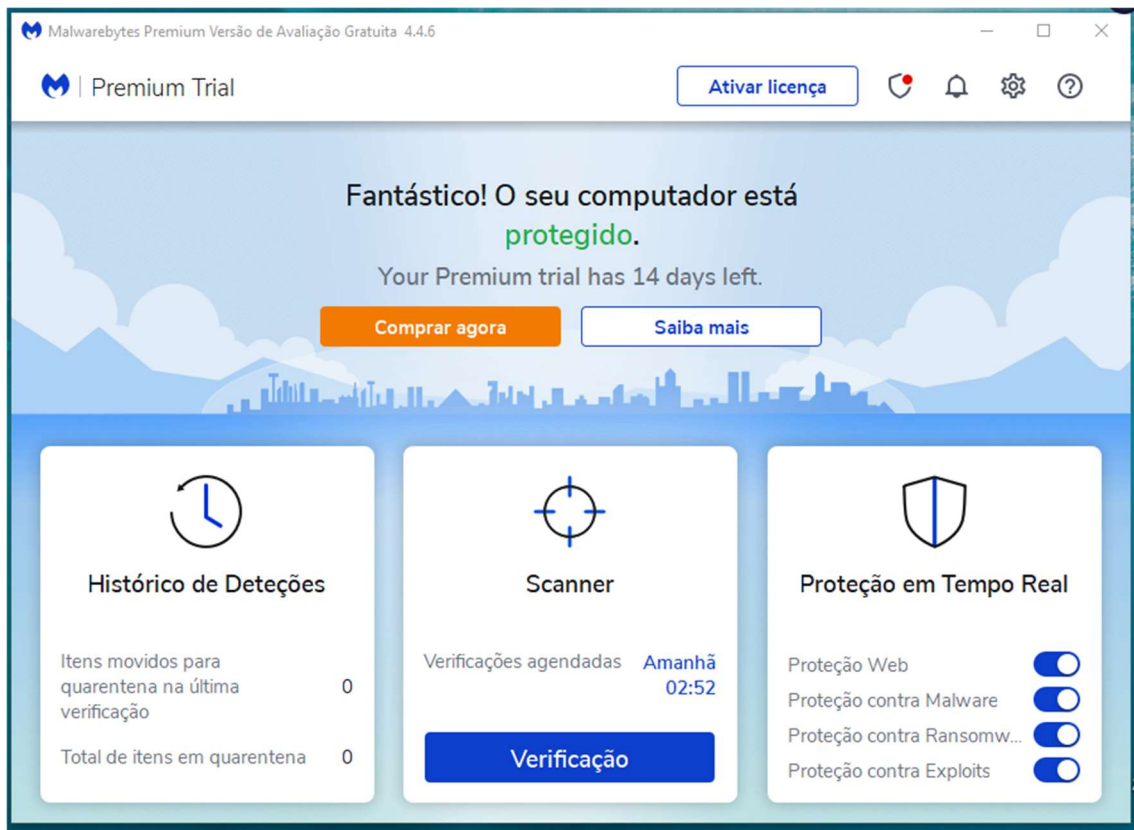 Malwarebytes Premium Versão de Avaliação Gratuita 4.4.6
Premium Trial
Ativar licença
Fantástico! O seu computador está
protegido.
Your Premium trial has 14 days left.
Comprar agora
Saiba mais
Histórico de Deteções
Itens movidos para
quarentena na última
verificação
0
Total de itens em quarentena
0
Scanner
Verificações agendadas
Amanhã
02:52
Verificação
Proteção em Tempo Real
Proteção Web
Proteção contra Malware
Proteção contra Ransomw...
Proteção contra Exploits